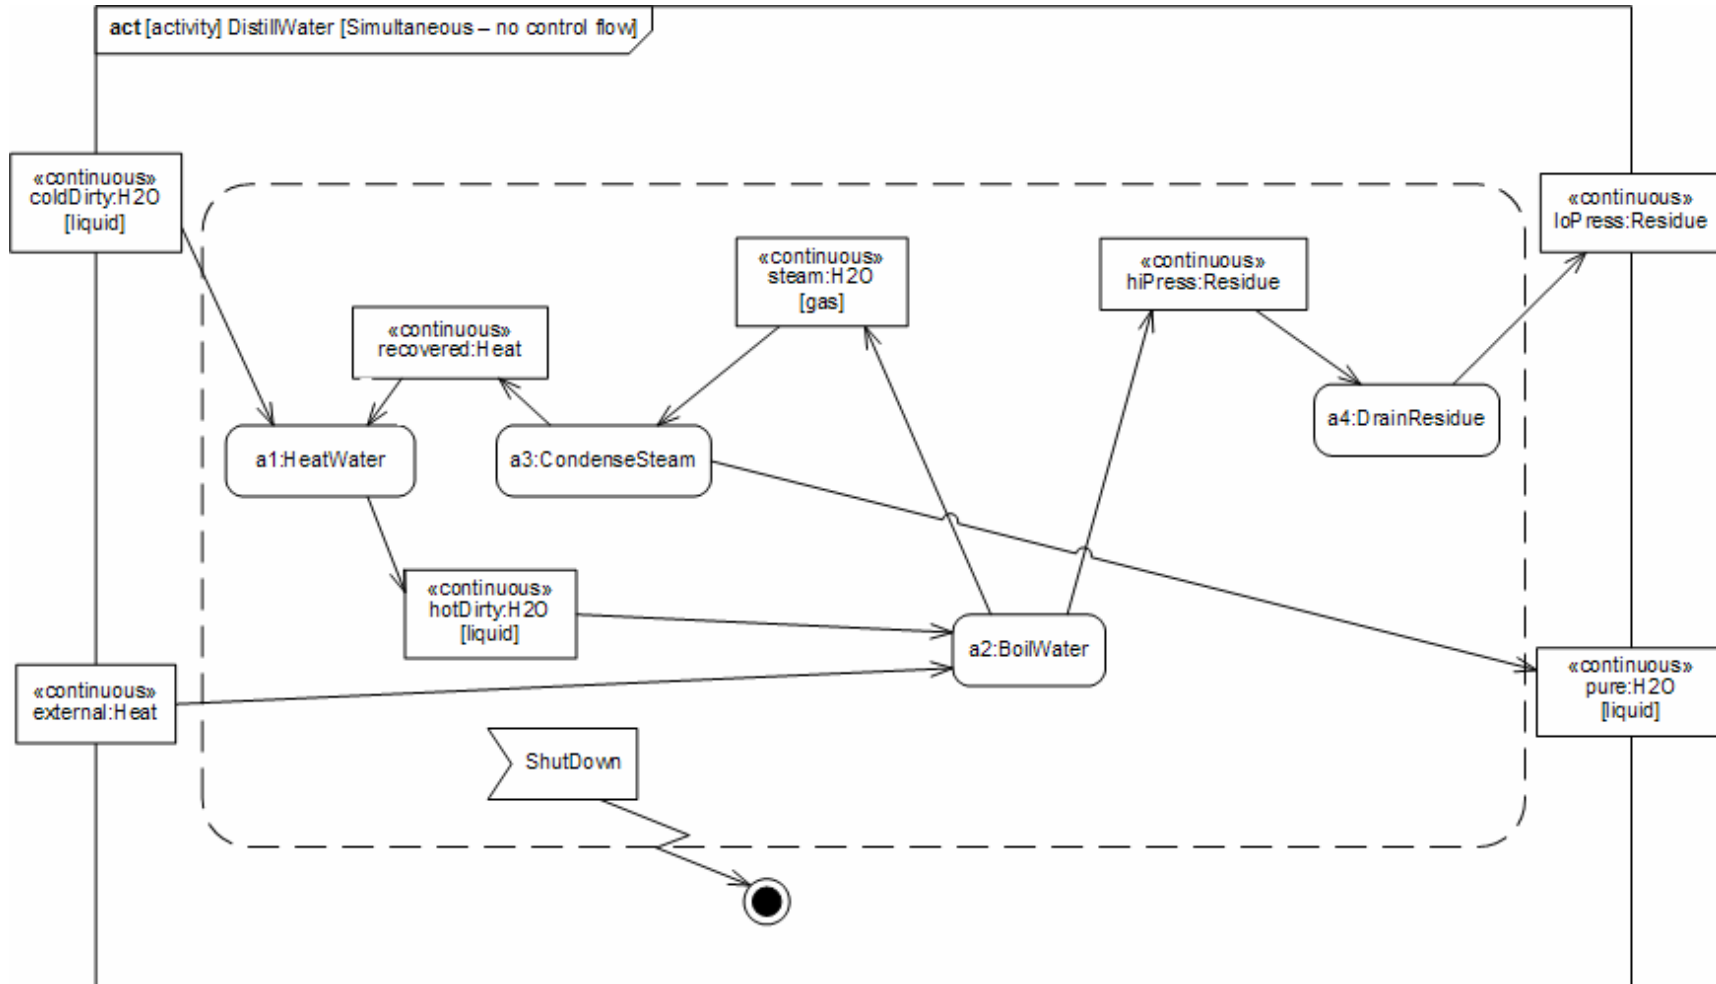 act [activity] DistillWater [Simultaneous – no control flow]
«continuous»
coldDirty:H2O
[liquid]
«continuous»
loPress:Residue
«continuous»
steam:H2O
[gas]
«continuous»
hiPress:Residue
«continuous»
recovered:Heat
a1:HeatWater
a3:CondenseSteam
a4:DrainResidue
«continuous»
hotDirty:H2O
[liquid]
a2:BoilWater
«continuous»
external:Heat
«continuous»
pure:H2O
[liquid]
ShutDown